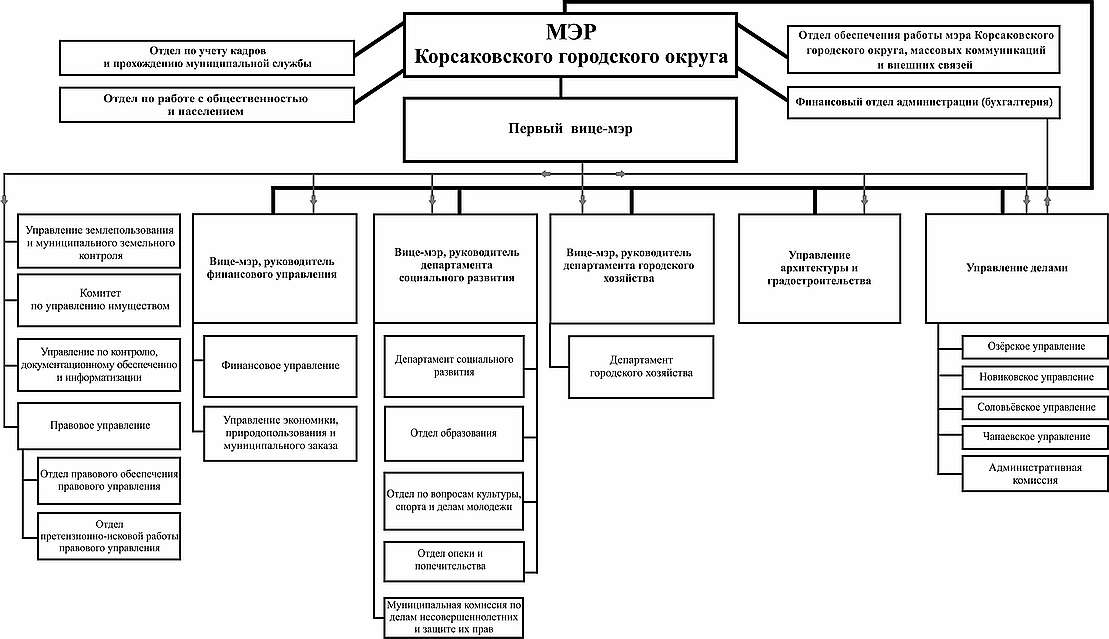 МЭР
Корсаковского городского округа
Отдел по учету кадров
и прохождению муниципальной службы
Отдел по работе с общественностью
и населением
Отдел обеспечения работы мэра Корсаковского
городского округа, массовых коммуникаций
и внешних связей
Финансовый отдел администрации (бухгалтерия)
Первый вице-мэр
Управление землепользования
и муниципального земельного
контроля
Комитет
по управлению имуществом
Управление по контролю,
документационному обеспечению
и информатизации
Правовое управление
Отдел правового обеспечения
правового управления
Отдел
претензионно-исковой работы
правового управления
Вице-мэр, руководитель
финансового управления
Финансовое управление
Управление экономики,
природопользования и
муниципального заказа
Вице-мэр, руководитель
департамента
социального развития
Департамент социального
развития
Отдел образования
Отдел по вопросам культуры,
спорта и делам молодежи
Отдел опеки и
попечительства
Муниципальная комиссия по
делам несовершеннолетних
и защите их прав
Вице-мэр, руководитель
департамента городского
хозяйства
Департамент
городского хозяйства
Управление
архитектуры и
градостроительства
Управление делами
Озёрское управление
Новиковское управление
Соловьёвское управление
Чапаевское управление
Административная
комиссия